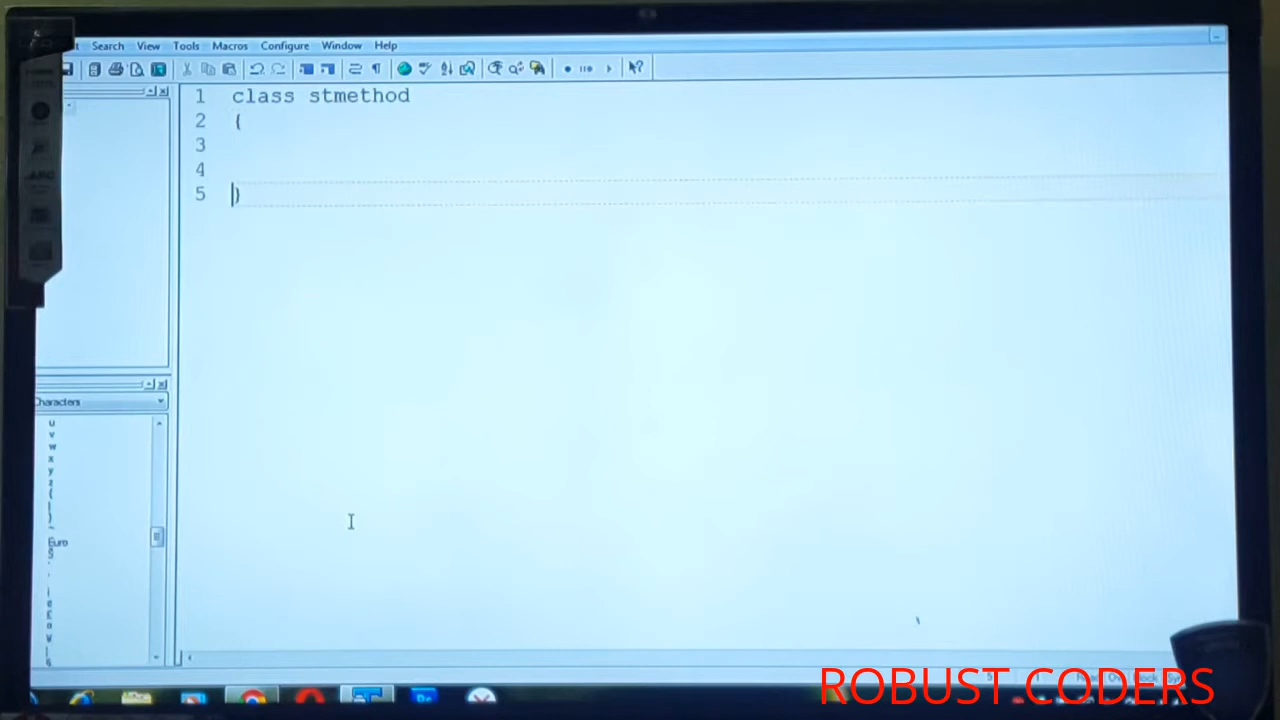 Search View Tools Macros Configure Window Help
1 class stmethod
2 {
3
4
5 }
Characters
u
v
w
x
y
z
{
|
}
~
Euro
ROBUST CODERS